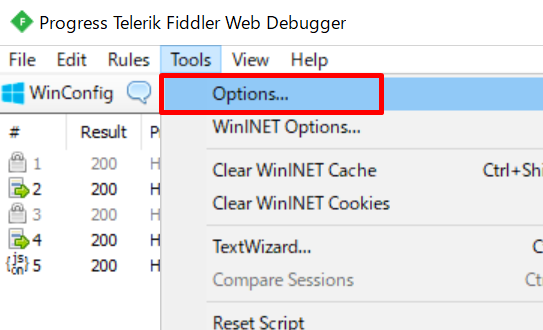 Progress Telerik Fiddler Web Debugger
File Edit Rules Tools View Help
WinConfig
Options...
WinINET Options...
# Result
Clear WinINET Cache Ctrl+Shi
1 200 H
Clear WinINET Cookies
2 200 H
3 200 H
TextWizard... C
4 200 H
Compare Sessions Ct
{js on} 5 200 H
Reset Script